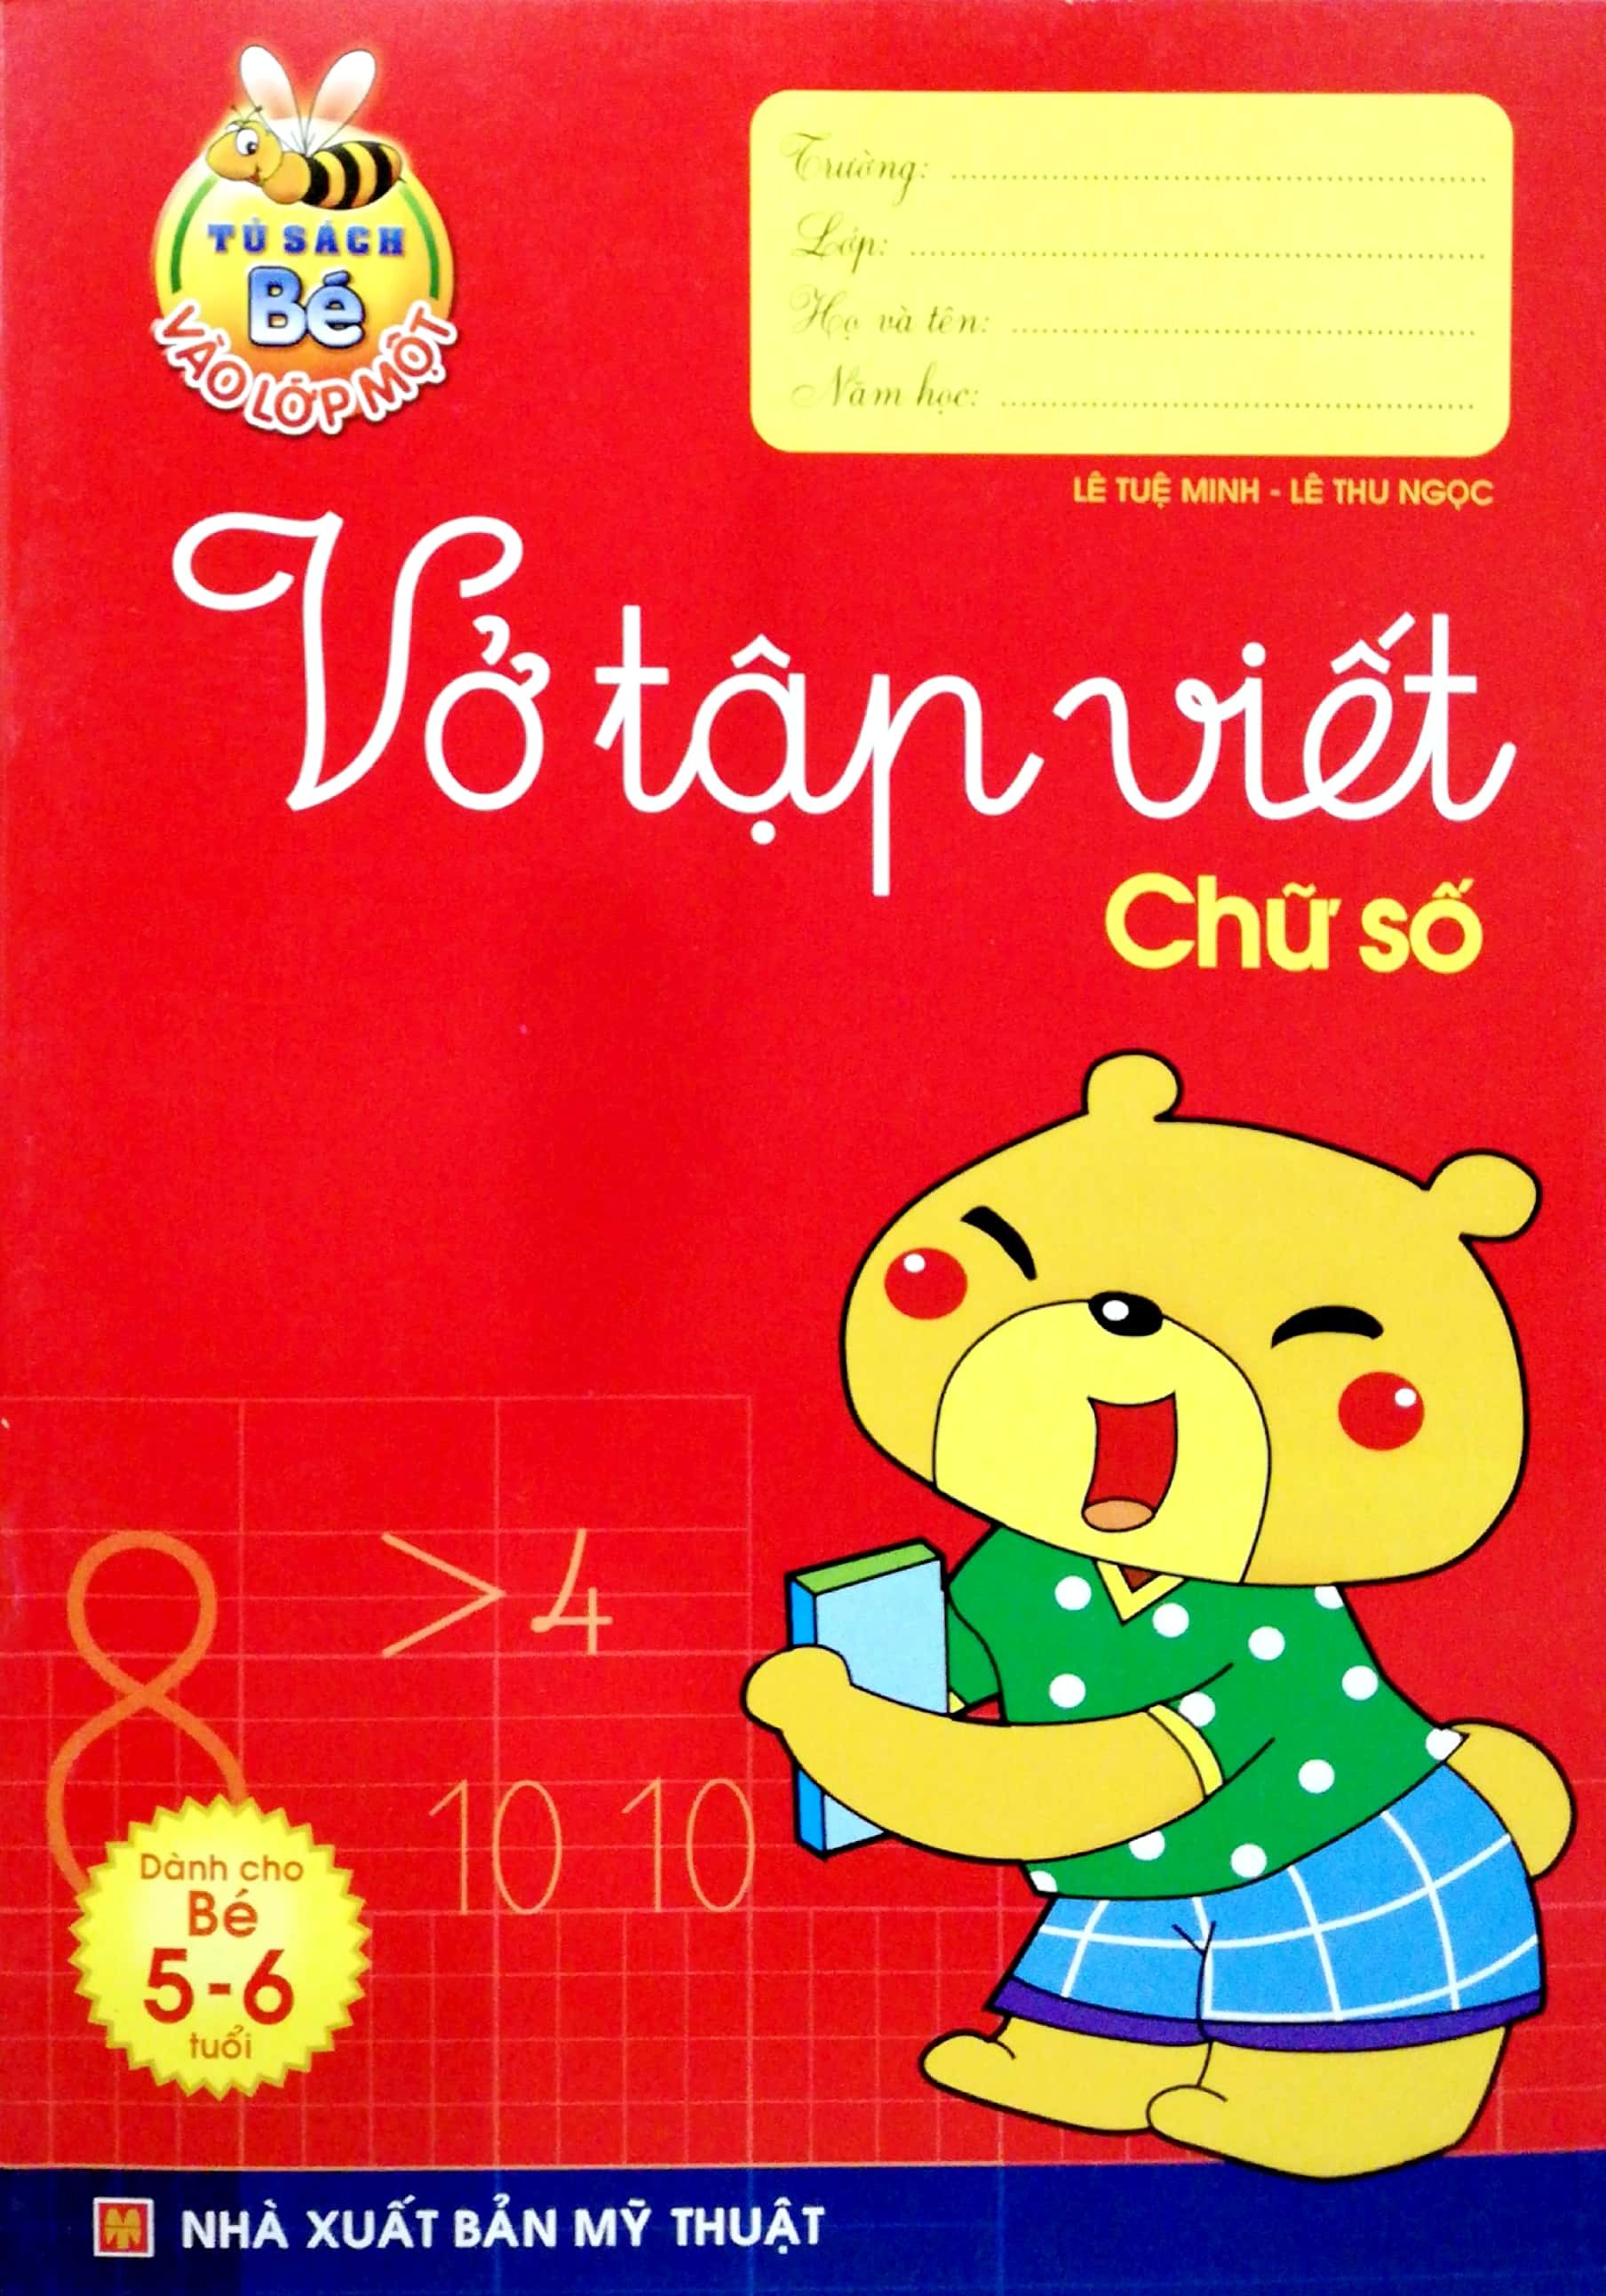 TỦ SÁCH
Bé
VÀO LỚP MỘT
Trường:
Lớp:
Họ và tên:
Năm học:
LÊ TUỆ MINH - LÊ THU NGỌC
Vở tập viết
Chữ số
8 > 4
10 10
Dành cho
Bé
5-6
tuổi
NHÀ XUẤT BẢN MỸ THUẬT